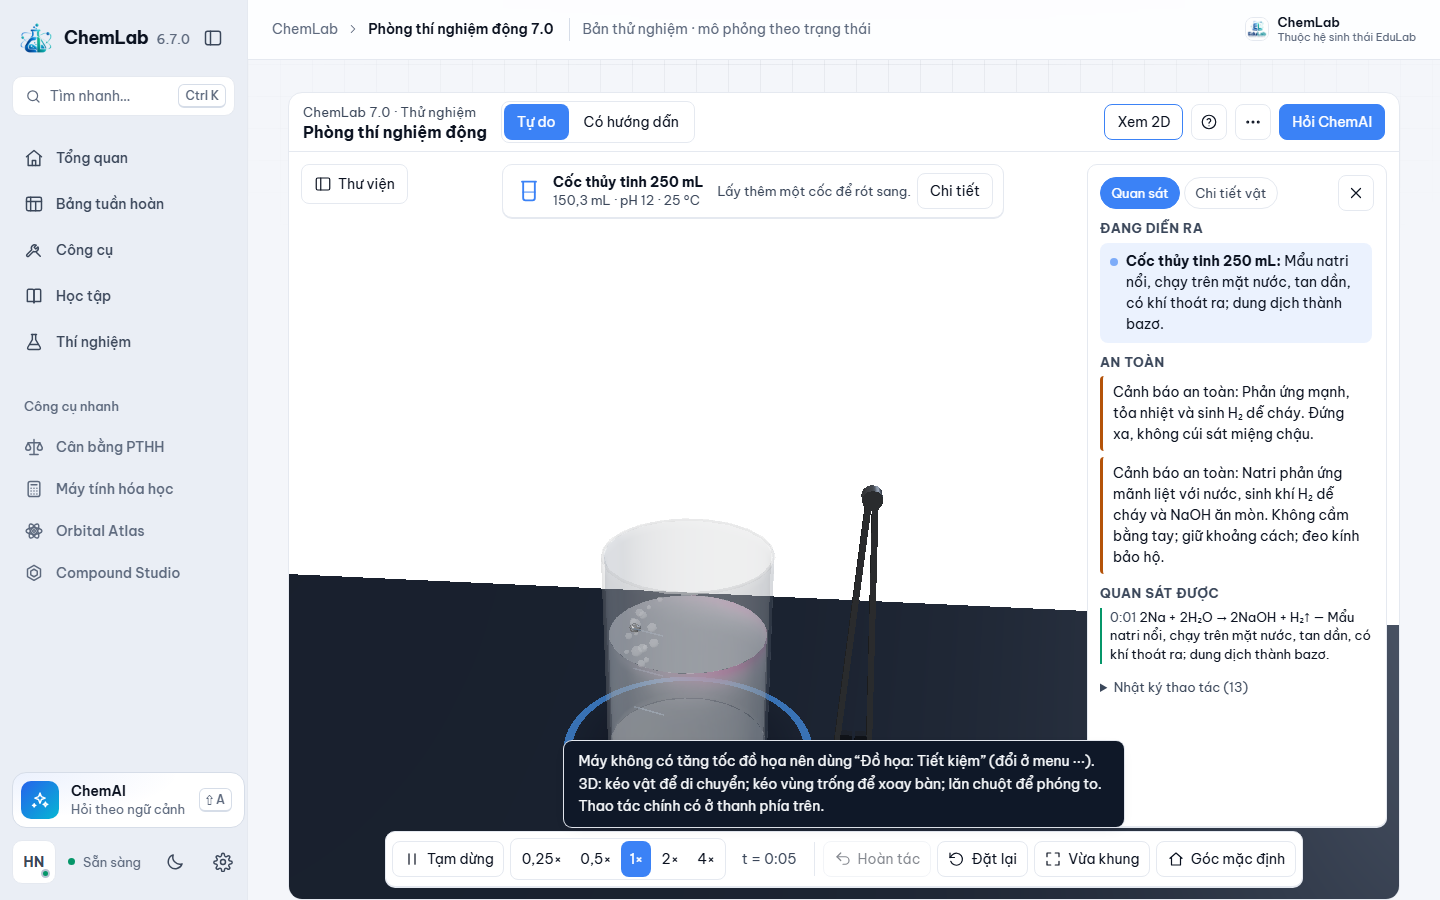 ChemLab 6.7.0
Tìm nhanh... Ctrl K
Tổng quan
Bảng tuần hoàn
Công cụ
Học tập
Thí nghiệm
Công cụ nhanh
Cân bằng PTHH
Máy tính hóa học
Orbital Atlas
Compound Studio
ChemAI
Hỏi theo ngữ cảnh
⇧ A
HN Sẵn sàng
ChemLab > Phòng thí nghiệm động 7.0 Bản thử nghiệm · mô phỏng theo trạng thái
ChemLab
Thuộc hệ sinh thái EduLab
ChemLab 7.0 · Thử nghiệm
Phòng thí nghiệm động
Tự do Có hướng dẫn
Xem 2D
Hỏi ChemAI
Thư viện
Cốc thủy tinh 250 mL
150,3 mL · pH 12 · 25 °C
Lấy thêm một cốc để rót sang.
Chi tiết
Quan sát Chi tiết vật
ĐANG DIỄN RA
Cốc thủy tinh 250 mL: Mẩu natri
nổi, chạy trên mặt nước, tan dần,
có khí thoát ra; dung dịch thành
bazơ.
AN TOÀN
Cảnh báo an toàn: Phản ứng mạnh,
tỏa nhiệt và sinh H₂ dễ cháy. Đứng
xa, không cúi sát miệng chậu.
Cảnh báo an toàn: Natri phản ứng
mãnh liệt với nước, sinh khí H₂ dễ
cháy và NaOH ăn mòn. Không cầm
bằng tay; giữ khoảng cách; đeo kính
bảo hộ.
QUAN SÁT ĐƯỢC
0:01 2Na + 2H₂O → 2NaOH + H₂↑ — Mẩu
natri nổi, chạy trên mặt nước, tan dần, có
khí thoát ra; dung dịch thành bazơ.
▶ Nhật ký thao tác (13)
Máy không có tăng tốc đồ họa nên dùng “Đồ họa: Tiết kiệm” (đổi ở menu ⋯).
3D: kéo vật để di chuyển; kéo vùng trống để xoay bàn; lăn chuột để phóng to.
Thao tác chính có ở thanh phía trên.
Tạm dừng 0,25× 0,5× 1× 2× 4× t = 0:05 Hoàn tác Đặt lại Vừa khung Góc mặc định